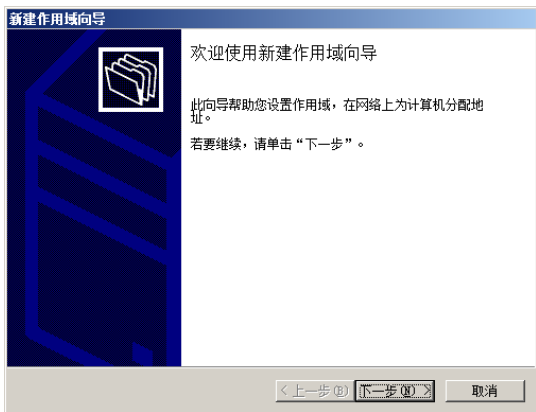 新建作用域向导
欢迎使用新建作用域向导
此向导帮助您设置作用域，在网络上为计算机分配地
址。
若要继续，请单击“下一步”。
< 上一步(B) 下一步(N) > 取消